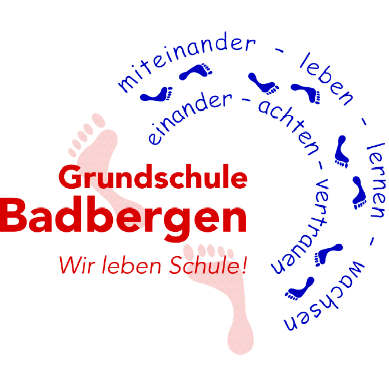 miteinander - leben - lernen - wachsen
einander - achten - vertrauen
Grundschule
Badbergen
Wir leben Schule!